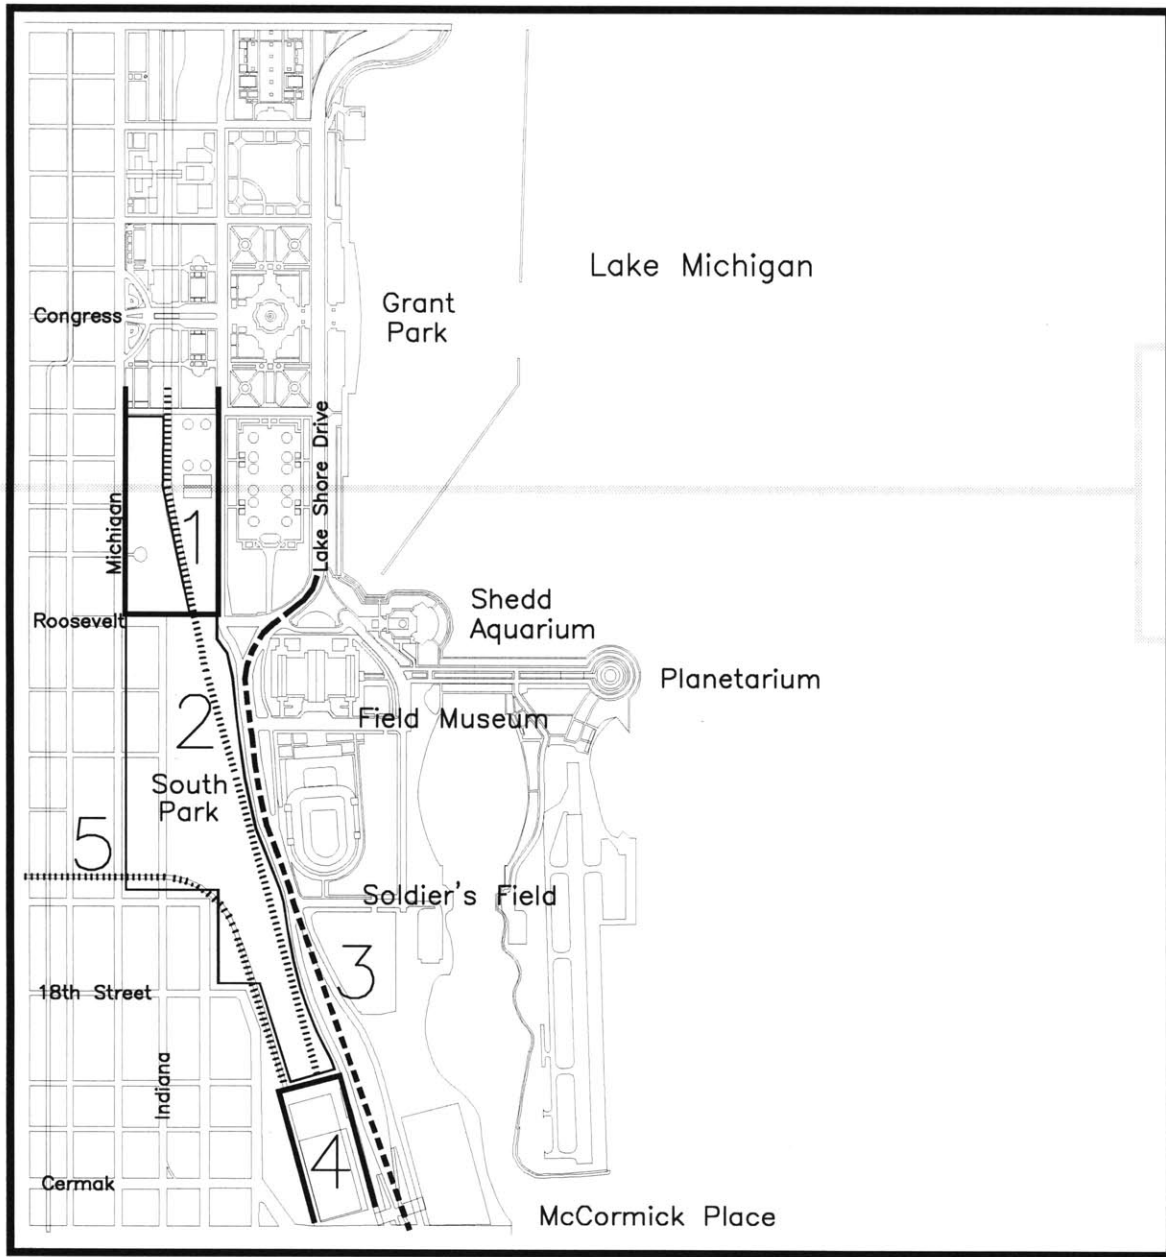 Lake Michigan
Grant
Park
Congress
Lake Shore Drive
Michigan
1
Roosevelt
Shedd
Aquarium
Planetarium
2
Field Museum
South
Park
5
Soldier's Field
3
18th Street
Indiana
4
Cermak
McCormick Place